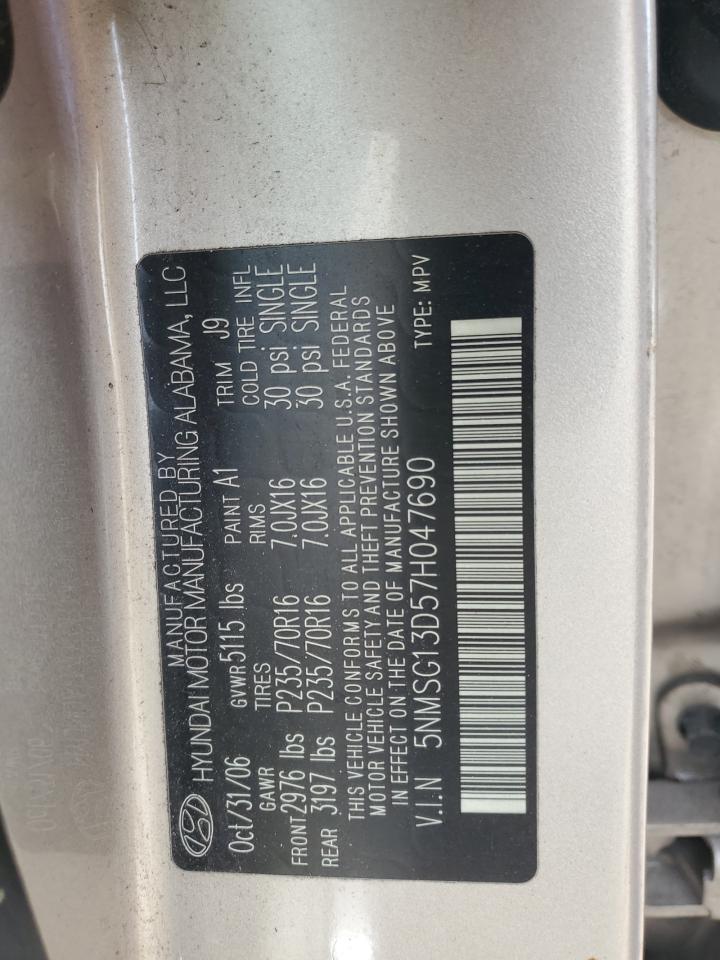 MANUFACTURED BY
HYUNDAI MOTOR MANUFACTURING ALABAMA, LLC
Oct/31/06 GVWR 5115 lbs PAINT A1 TRIM J9
GAWR TIRES RIMS COLD TIRE INFL
FRONT 2976 lbs P235/70R16 7.0JX16 30 psi SINGLE
REAR 3197 lbs P235/70R16 7.0JX16 30 psi SINGLE
THIS VEHICLE CONFORMS TO ALL APPLICABLE U.S.A. FEDERAL
MOTOR VEHICLE SAFETY AND THEFT PREVENTION STANDARDS
IN EFFECT ON THE DATE OF MANUFACTURE SHOWN ABOVE
V.I.N 5NMSG13D57H047690 TYPE: MPV